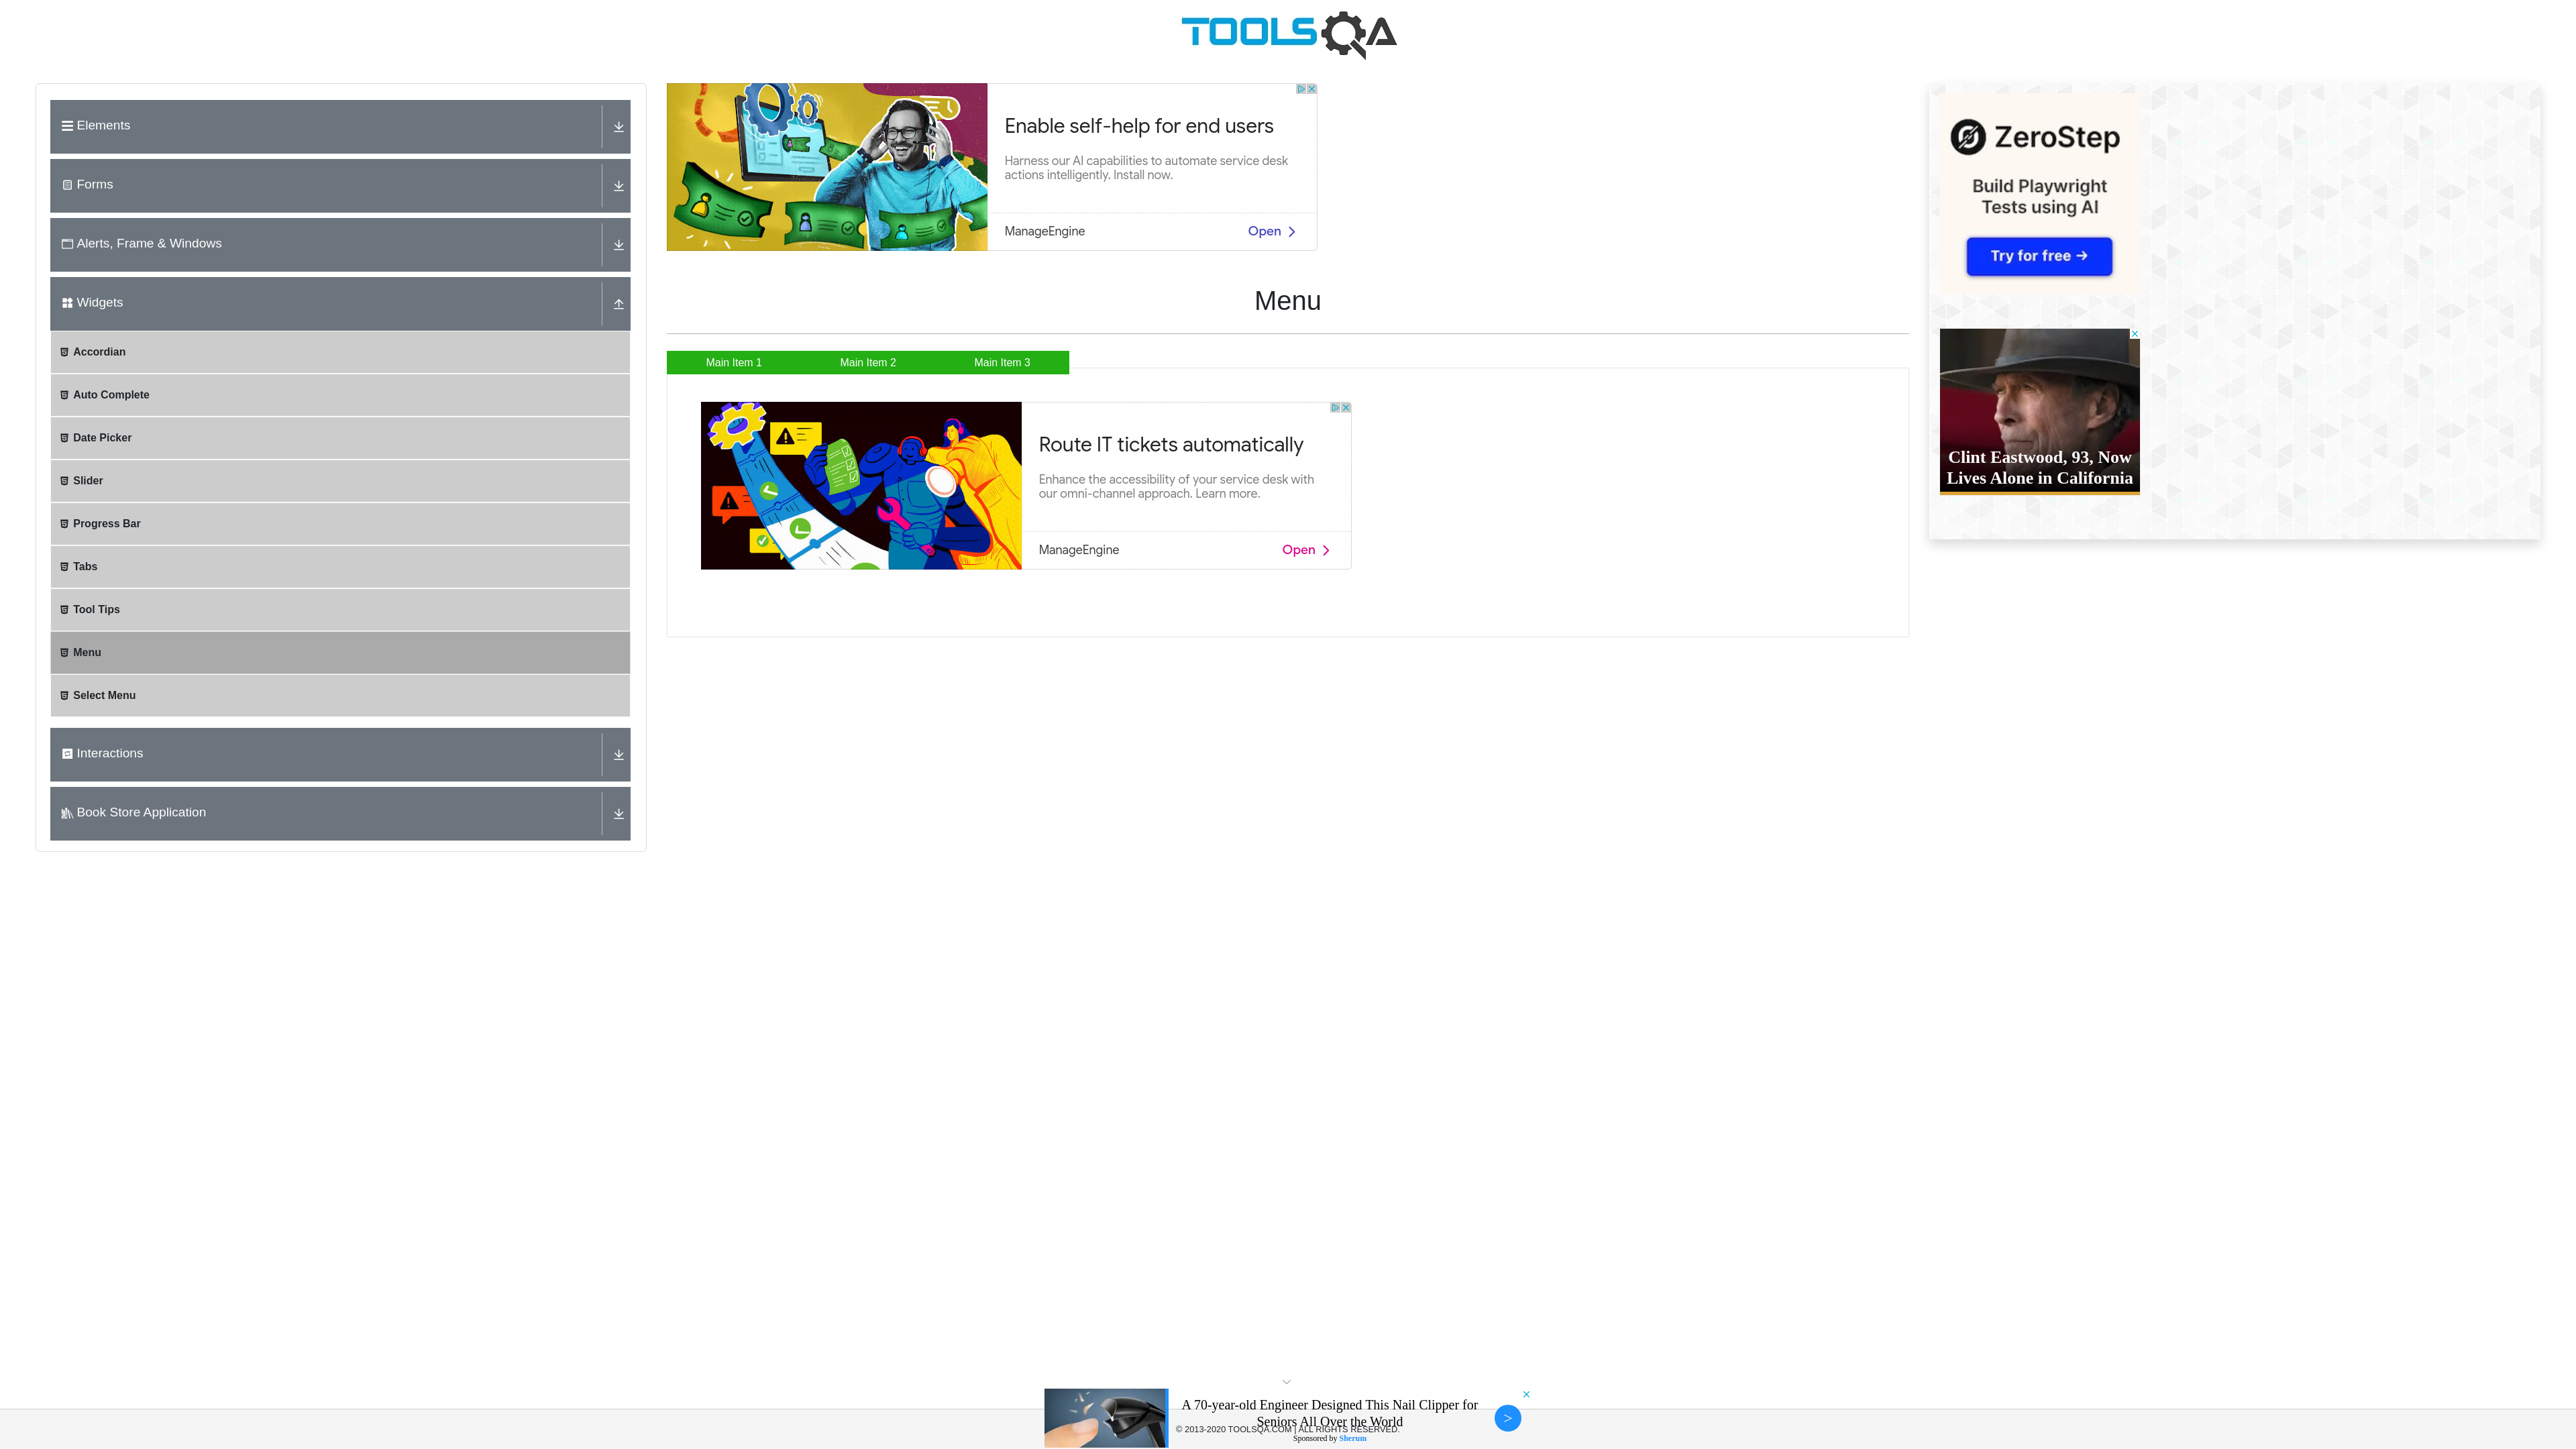 TOOLSQA
Elements
Forms
Alerts, Frame & Windows
Widgets
Accordian
Auto Complete
Date Picker
Slider
Progress Bar
Tabs
Tool Tips
Menu
Select Menu
Interactions
Book Store Application
Enable self-help for end users
Harness our AI capabilities to automate service desk
actions intelligently. Install now.
ManageEngine
Open
Menu
Main Item 1
Main Item 2
Main Item 3
Route IT tickets automatically
Enhance the accessibility of your service desk with
our omni-channel approach. Learn more.
ManageEngine
Open
ZeroStep
Build Playwright
Tests using AI
Try for free →
Clint Eastwood, 93, Now
Lives Alone in California
A 70-year-old Engineer Designed This Nail Clipper for
Seniors All Over the World
© 2013-2020 TOOLSQA.COM | ALL RIGHTS RESERVED.
Sponsored by Sherum